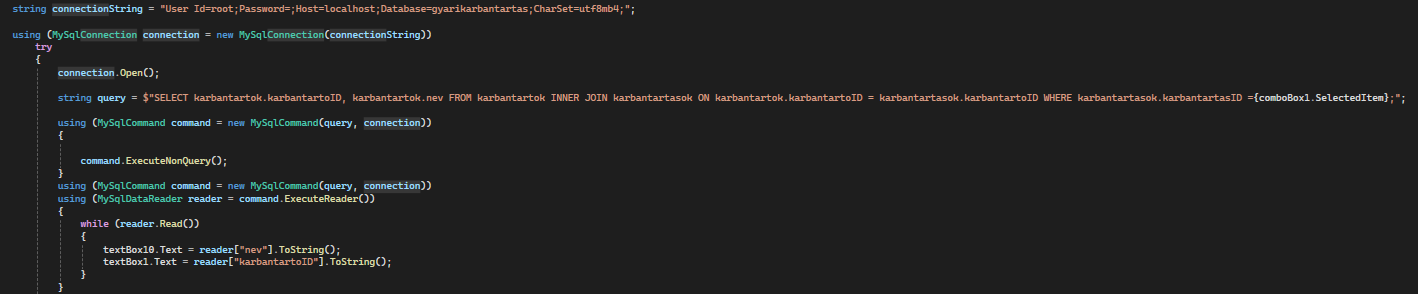 string connectionString = "User Id=root;Password=;Host=localhost;Database=gyarikarbantartas;CharSet=utf8mb4;";
using (MySqlConnection connection = new MySqlConnection(connectionString))
try
{
connection.Open();
string query = $"SELECT karbantartok.karbantartoID, karbantartok.nev FROM karbantartok INNER JOIN karbantartasok ON karbantartok.karbantartoID = karbantartasok.karbantartoID WHERE karbantartasok.karbantartasID ={comboBox1.SelectedItem};";
using (MySqlCommand command = new MySqlCommand(query, connection))
{
command.ExecuteNonQuery();
}
using (MySqlCommand command = new MySqlCommand(query, connection))
using (MySqlDataReader reader = command.ExecuteReader())
{
while (reader.Read())
{
textBox10.Text = reader["nev"].ToString();
textBox1.Text = reader["karbantartoID"].ToString();
}
}